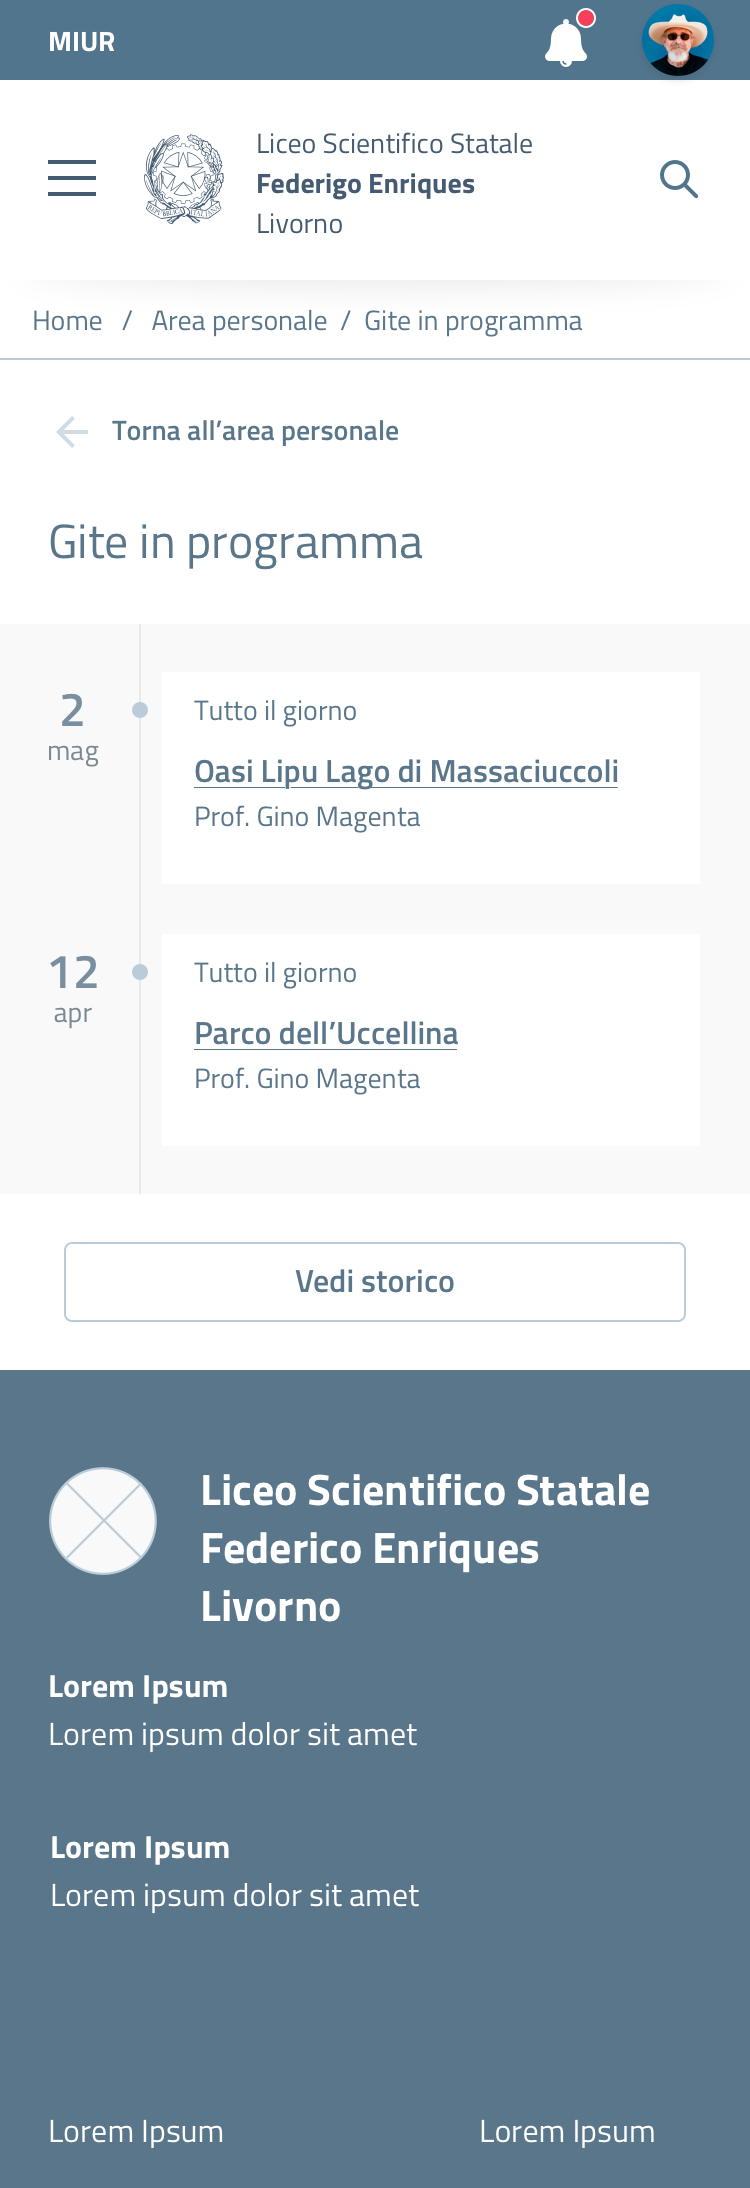 MIUR
Liceo Scientifico Statale
Federigo Enriques
Livorno
REPVBBLICA ITALIANA
Home / Area personale / Gite in programma
Torna all’area personale
Gite in programma
2
mag
Tutto il giorno
Oasi Lipu Lago di Massaciuccoli
Prof. Gino Magenta
12
apr
Tutto il giorno
Parco dell’Uccellina
Prof. Gino Magenta
Vedi storico
Liceo Scientifico Statale
Federico Enriques
Livorno
Lorem Ipsum
Lorem ipsum dolor sit amet
Lorem Ipsum
Lorem ipsum dolor sit amet
Lorem Ipsum
Lorem Ipsum